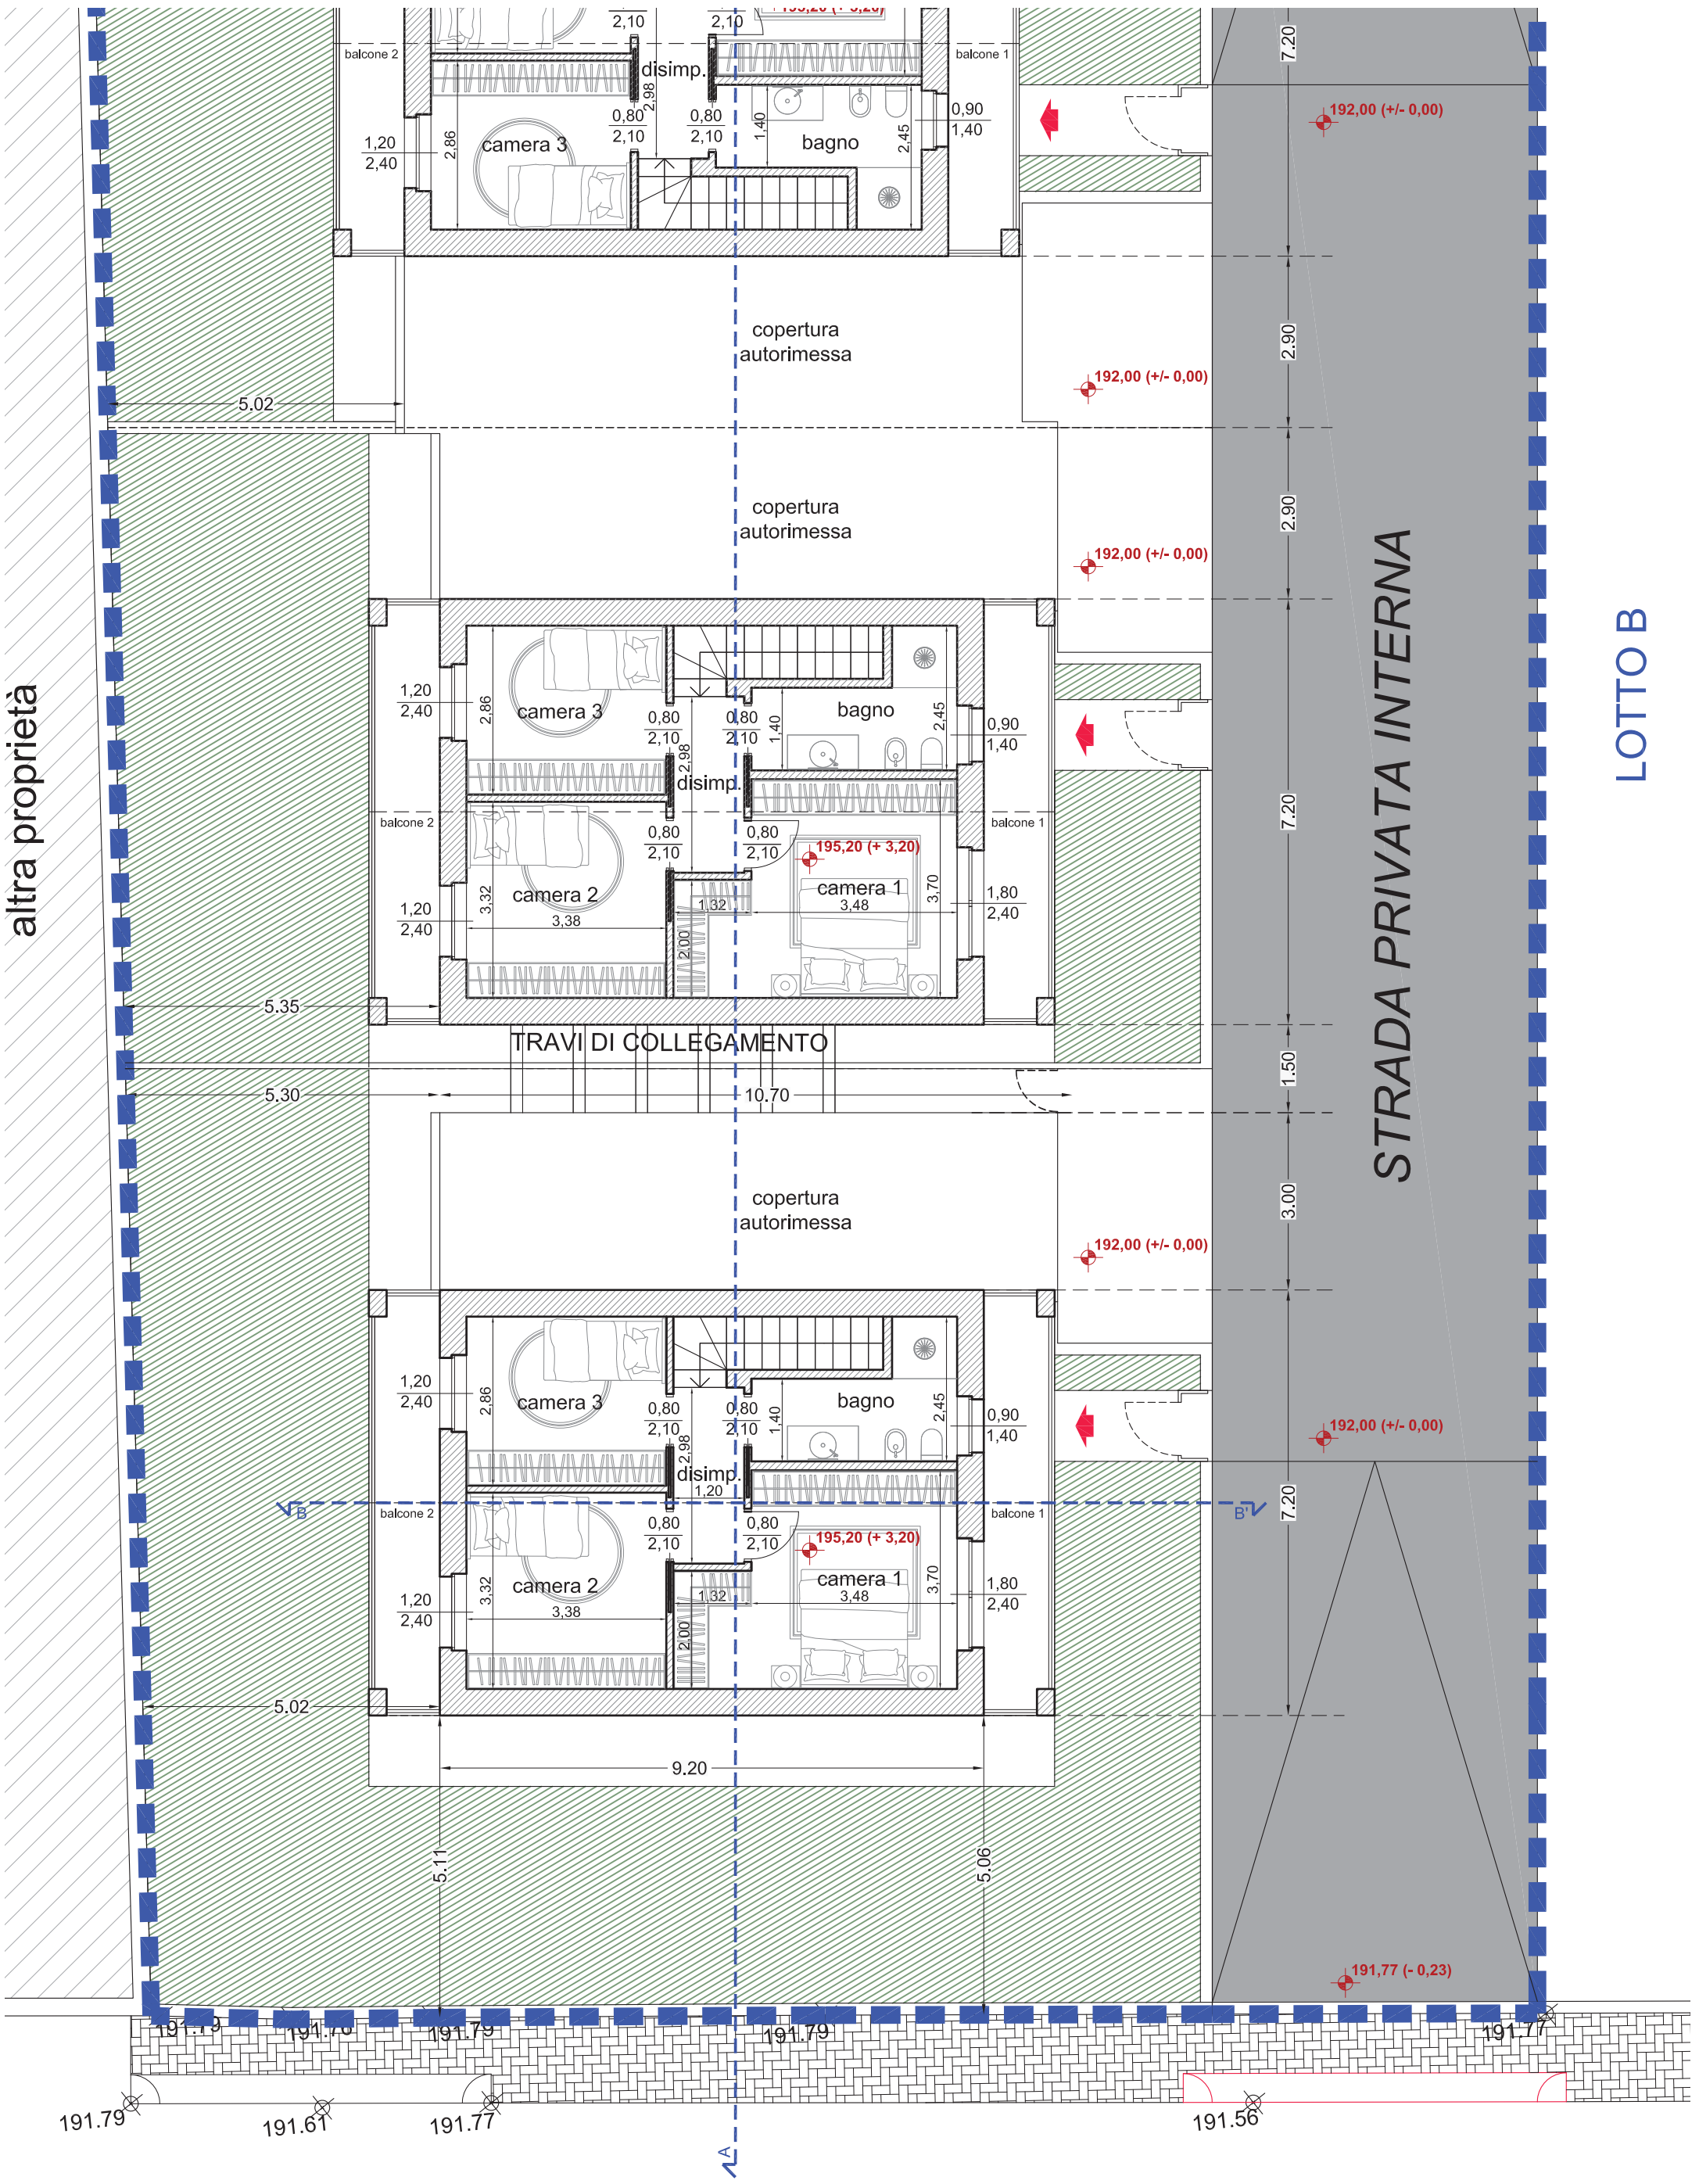 2,10
2,10
7.20
balcone 2
disimp.
balcone 1
2,98
0,80
2,10
0,80
2,10
1,40
2,45
0,90
1,40
192,00 (+/- 0,00)
1,20
2,40
2,86
camera 3
bagno
copertura
autorimessa
2.90
192,00 (+/- 0,00)
5.02
copertura
autorimessa
2.90
192,00 (+/- 0,00)
altra proprietà
STRADA PRIVATA INTERNA
LOTTO B
1,20
2,40
2,86
camera 3
0,80
2,10
0,80
2,10
1,40
bagno
2,45
0,90
1,40
2,98
disimp.
balcone 2
balcone 1
7.20
0,80
2,10
0,80
2,10
195,20 (+ 3,20)
1,20
2,40
3,32
camera 2
3,38
1,32
2,00
camera 1
3,48
3,70
1,80
2,40
5.35
TRAVI DI COLLEGAMENTO
1.50
5.30
10.70
copertura
autorimessa
3.00
192,00 (+/- 0,00)
1,20
2,40
2,86
camera 3
0,80
2,10
0,80
2,10
1,40
bagno
2,45
0,90
1,40
192,00 (+/- 0,00)
2,98
disimp.
1,20
B
balcone 2
balcone 1
B'
7.20
0,80
2,10
0,80
2,10
195,20 (+ 3,20)
1,20
2,40
3,32
camera 2
3,38
1,32
2,00
camera 1
3,48
3,70
1,80
2,40
5.02
9.20
5.11
5.06
191,77 (- 0,23)
191.79
191.79
191.79
191.77
191.79
191.61
191.77
191.56
A